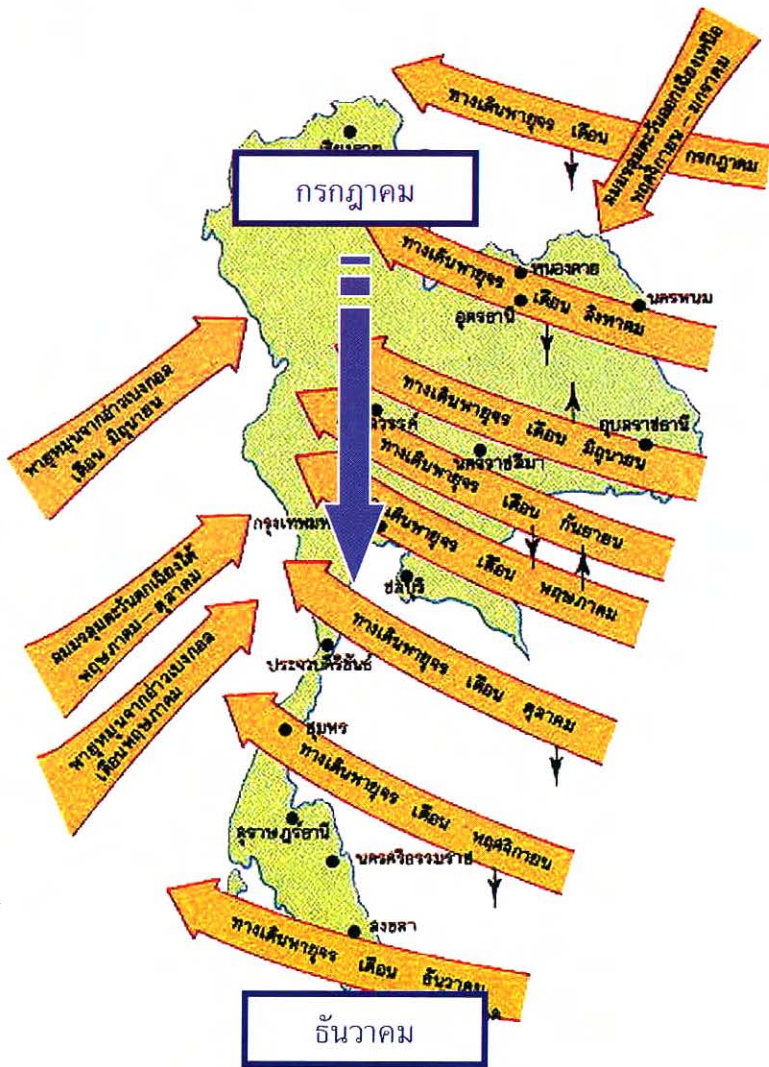 ทางเดินพายุจร เดือน กรกฎาคม
ลมมรสุมตะวันออกเฉียงเหนือ
พฤศจิกายน - มกราคม
กรกฎาคม
ทางเดินพายุจร เดือน สิงหาคม
หนองคาย
นครพนม
อุดรธานี
พายุหมุนจากอ่าวเบงกอล
เดือน มิถุนายน
ทางเดินพายุจร เดือน มิถุนายน
อุบลราชธานี
นครราชสีมา
ทางเดินพายุจร เดือน กันยายน
เดินพายุจร เดือน พฤษภาคม
กรุงเทพมห
ชลบุรี
ลมมรสุมตะวันตกเฉียงใต้
พฤษภาคม - ตุลาคม
ทางเดินพายุจร เดือน ตุลาคม
ประจวบคีรีขันธ์
พายุหมุนจากอ่าวเบงกอล
เดือนพฤษภาคม
ชุมพร
ทางเดินพายุจร เดือน พฤศจิกายน
สุราษฎร์ธานี
นครศรีธรรมราช
สงขลา
ทางเดินพายุจร เดือน ธันวาคม
ธันวาคม